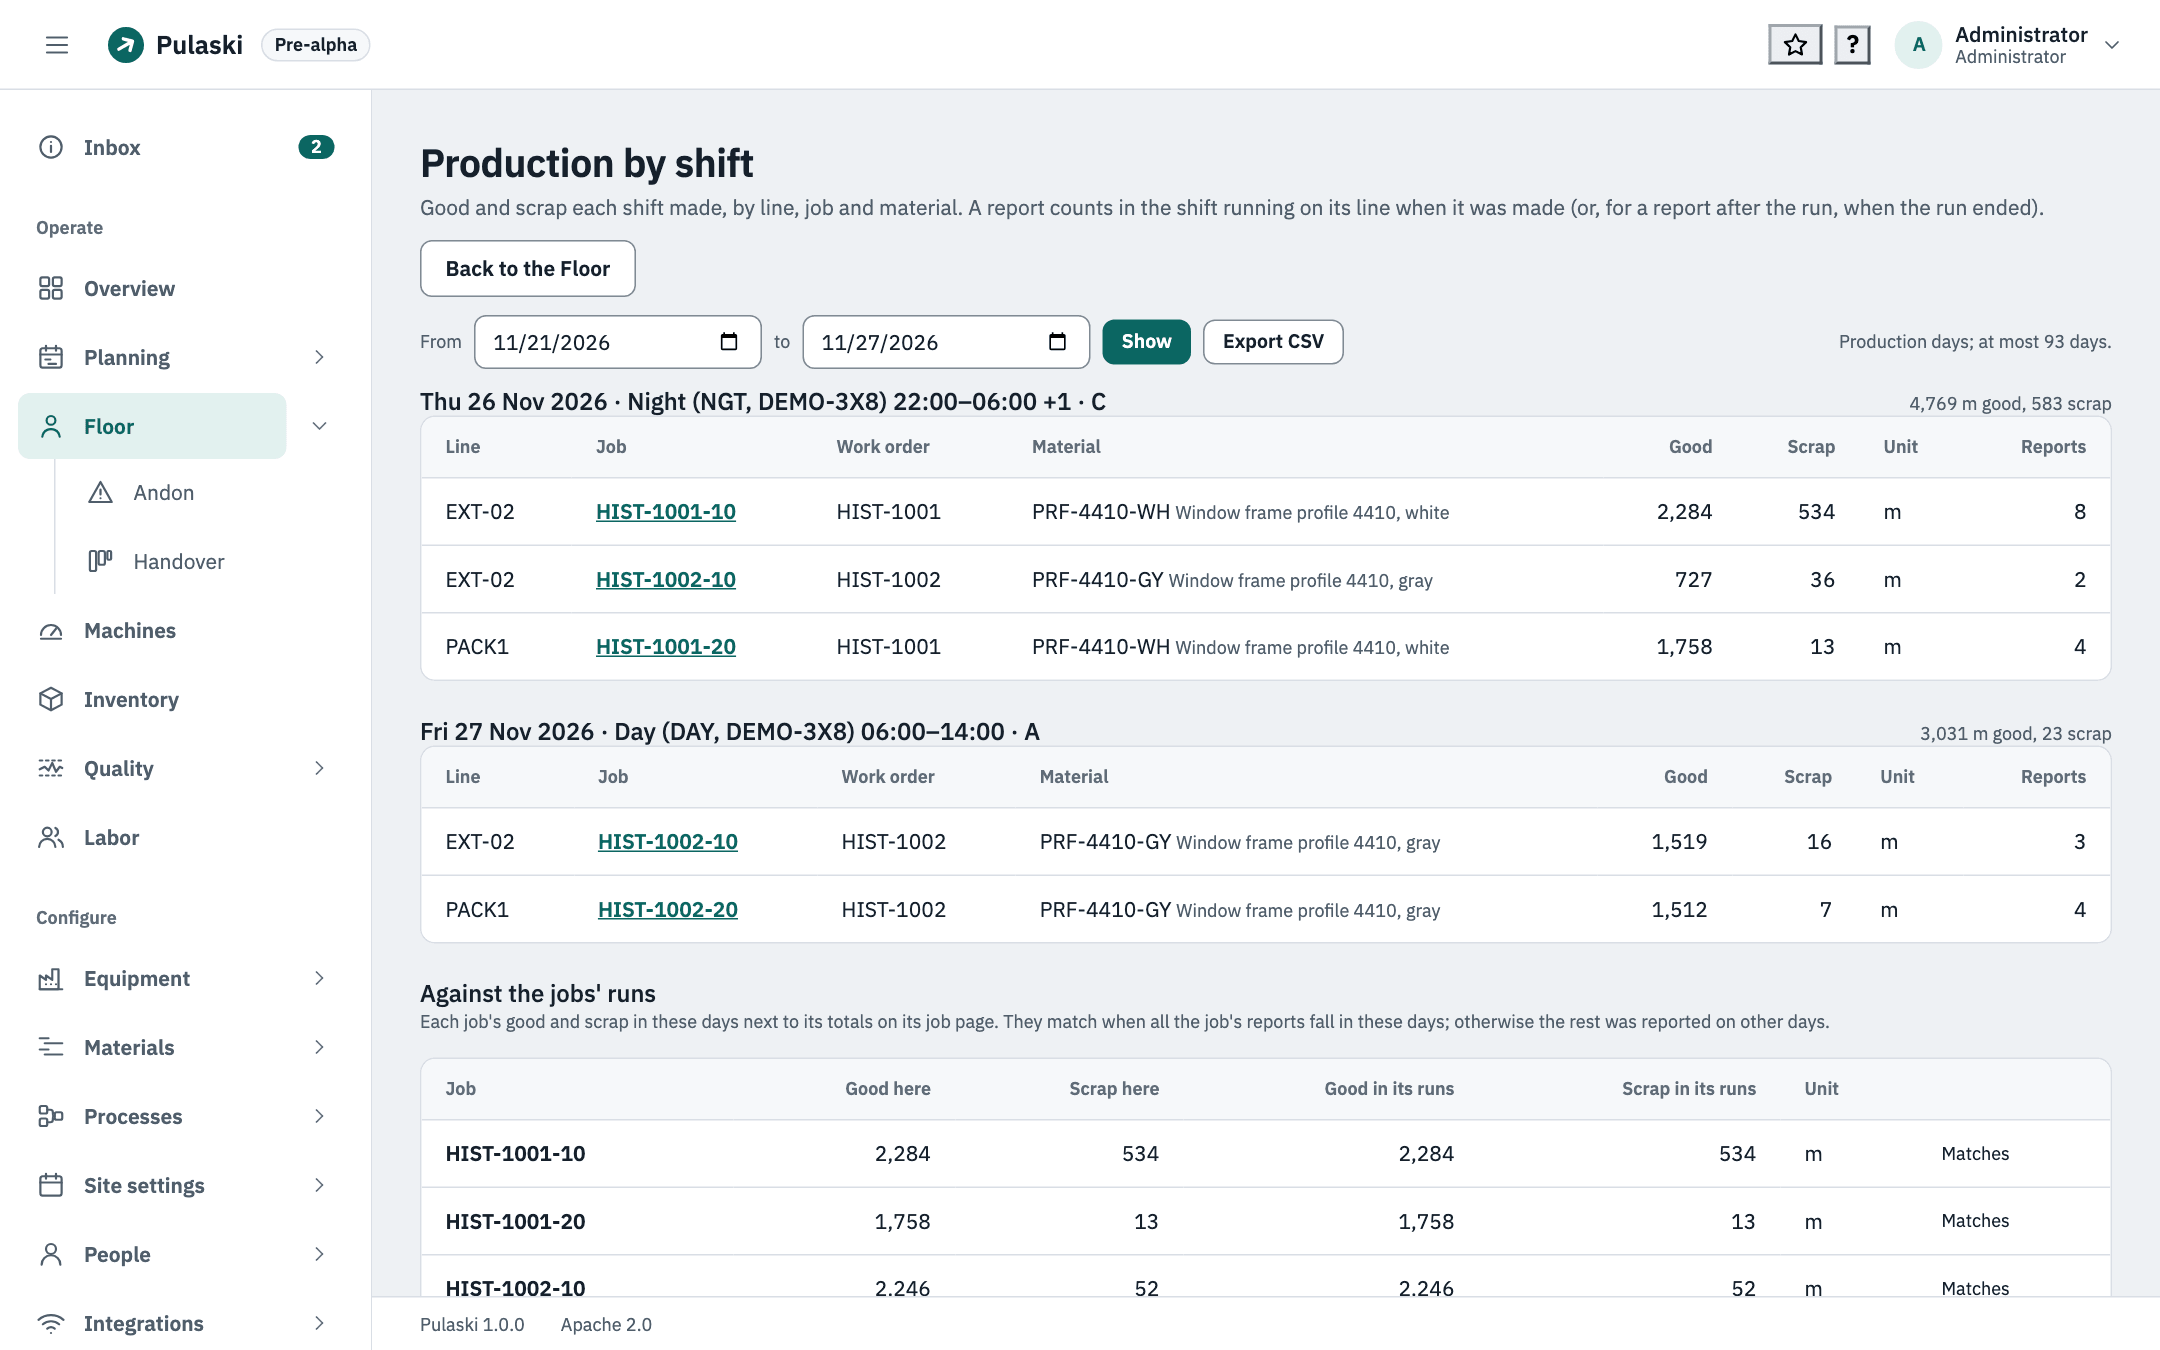 Pulaski Pre-alpha
? A Administrator
Administrator
Inbox 2
Operate
Overview
Planning
Floor
Andon
Handover
Machines
Inventory
Quality
Labor
Configure
Equipment
Materials
Processes
Site settings
People
Integrations
Production by shift
Good and scrap each shift made, by line, job and material. A report counts in the shift running on its line when it was made (or, for a report after the run, when the run ended).
Back to the Floor
From 11/21/2026 to 11/27/2026 Show Export CSV Production days; at most 93 days.
Thu 26 Nov 2026 · Night (NGT, DEMO-3X8) 22:00–06:00 +1 · C 4,769 m good, 583 scrap
Line Job Work order Material Good Scrap Unit Reports
EXT-02 HIST-1001-10 HIST-1001 PRF-4410-WH Window frame profile 4410, white 2,284 534 m 8
EXT-02 HIST-1002-10 HIST-1002 PRF-4410-GY Window frame profile 4410, gray 727 36 m 2
PACK1 HIST-1001-20 HIST-1001 PRF-4410-WH Window frame profile 4410, white 1,758 13 m 4
Fri 27 Nov 2026 · Day (DAY, DEMO-3X8) 06:00–14:00 · A 3,031 m good, 23 scrap
Line Job Work order Material Good Scrap Unit Reports
EXT-02 HIST-1002-10 HIST-1002 PRF-4410-GY Window frame profile 4410, gray 1,519 16 m 3
PACK1 HIST-1002-20 HIST-1002 PRF-4410-GY Window frame profile 4410, gray 1,512 7 m 4
Against the jobs' runs
Each job's good and scrap in these days next to its totals on its job page. They match when all the job's reports fall in these days; otherwise the rest was reported on other days.
Job Good here Scrap here Good in its runs Scrap in its runs Unit
HIST-1001-10 2,284 534 2,284 534 m Matches
HIST-1001-20 1,758 13 1,758 13 m Matches
HIST-1002-10 2,246 52 2,246 52 m Matches
Pulaski 1.0.0 Apache 2.0